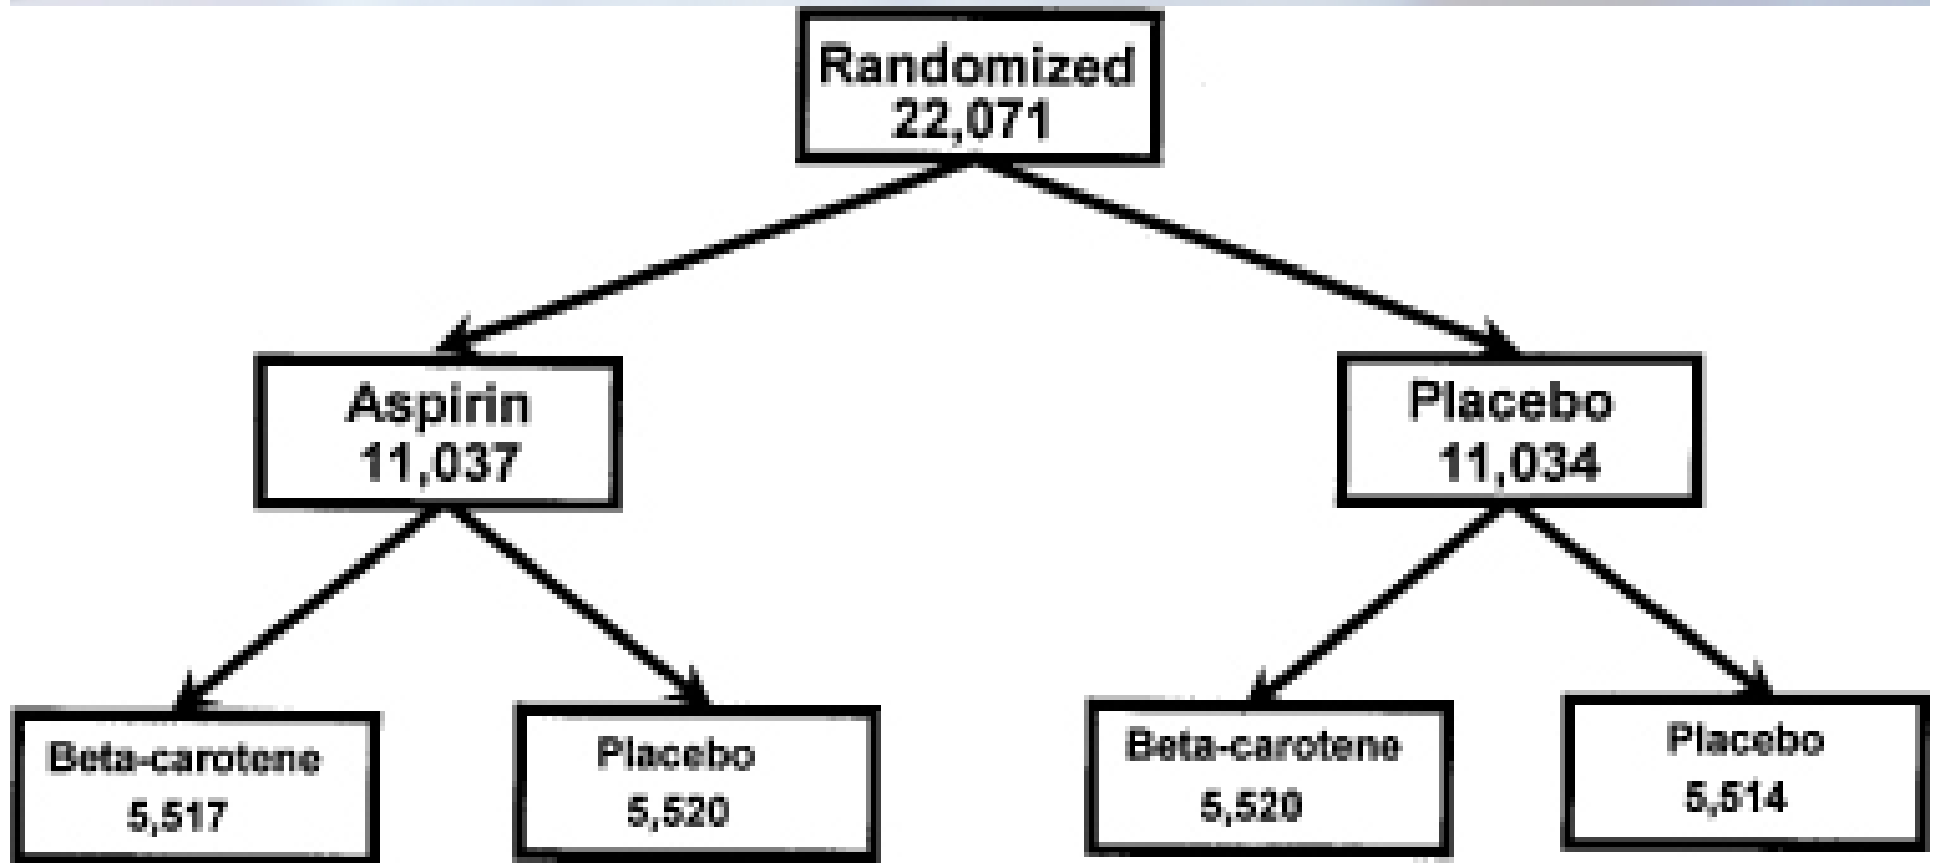 Randomized
22,071
Aspirin
11,037
Placebo
11,034
Beta-carotene
5,517
Placebo
5,520
Beta-carotene
5,520
Placebo
5,514